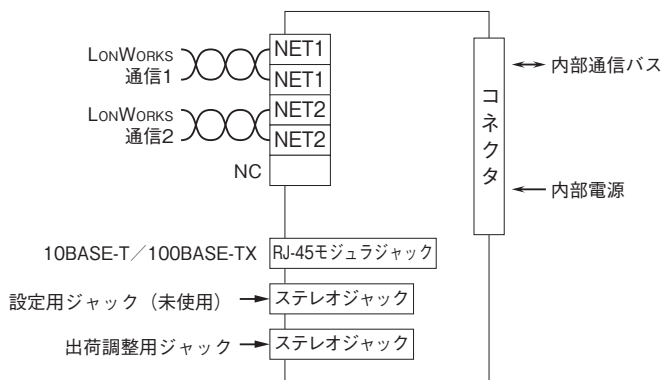 LONWORKS
通信1
NET1
NET1
LONWORKS
通信2
NET2
NET2
NC
コネクタ
内部通信バス
内部電源
10BASE-T／100BASE-TX
RJ-45モジュラジャック
設定用ジャック（未使用）
ステレオジャック
出荷調整用ジャック
ステレオジャック